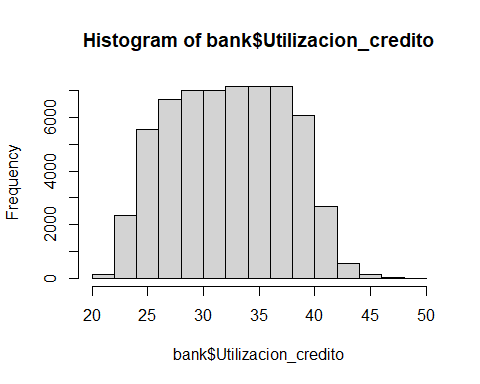 Histogram of bank$Utilizacion_credito
Frequency
0 2000 4000 6000
20 25 30 35 40 45 50
bank$Utilizacion_credito